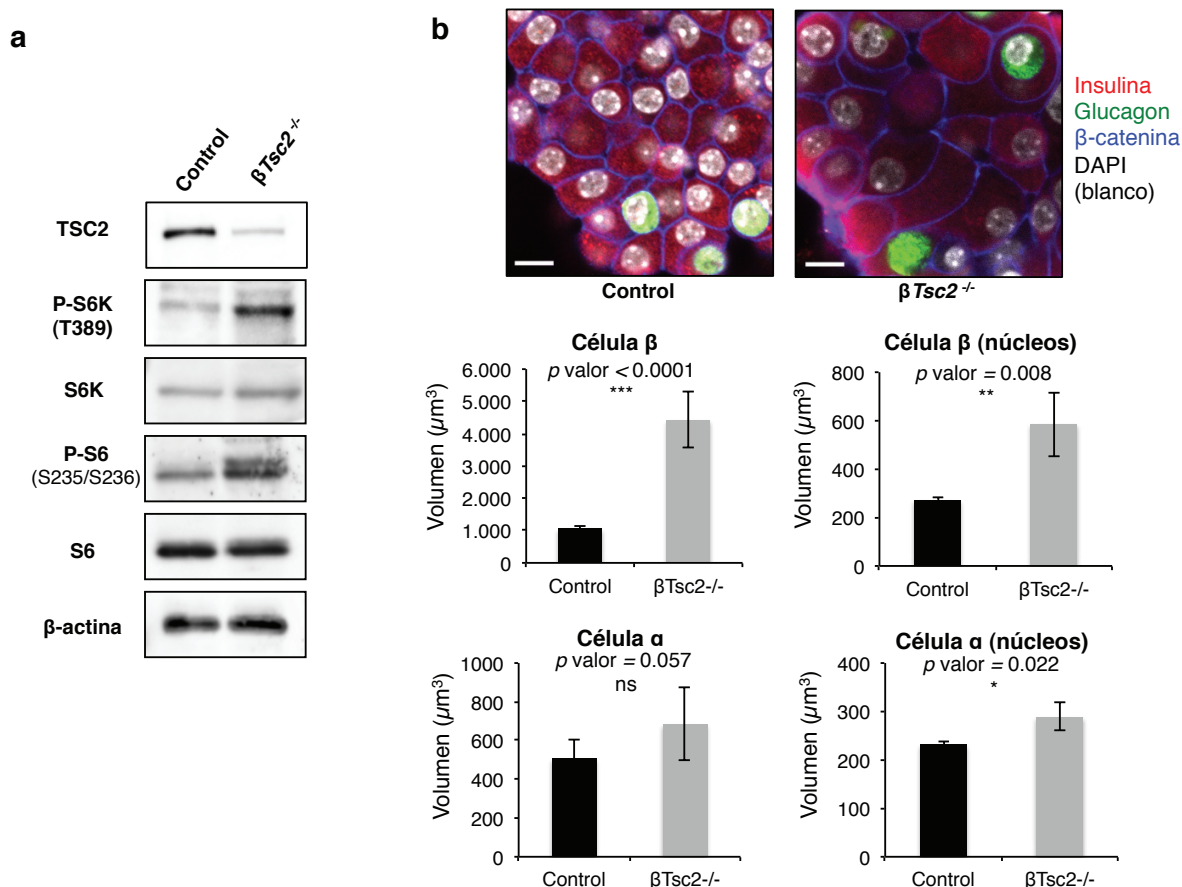 a
Control
βTsc2 -/-
TSC2
P-S6K
(T389)
S6K
P-S6
(S235/S236)
S6
β-actina
b
Insulina
Glucagon
β-catenina
DAPI
(blanco)
Control
βTsc2 -/-
Célula β
p valor < 0.0001
***
Volumen (µm³)
6.000
5.000
4.000
3.000
2.000
1.000
0
Control
βTsc2-/-
Célula β (núcleos)
p valor = 0.008
**
Volumen (µm³)
800
600
400
200
0
Control
βTsc2-/-
Célula α
p valor = 0.057
ns
Volumen (µm³)
1000
800
600
400
200
0
Control
βTsc2-/-
Célula α (núcleos)
p valor = 0.022
*
Volumen (µm³)
400
300
200
100
0
Control
βTsc2-/-